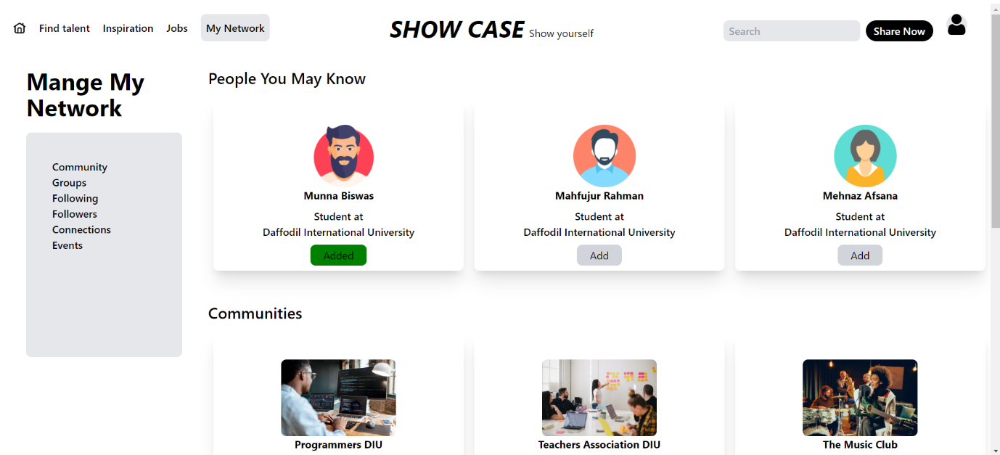 Find talent Inspiration Jobs My Network
SHOW CASE Show yourself
Search
Share Now
Mange My
Network
Community
Groups
Following
Followers
Connections
Events
People You May Know
Munna Biswas
Student at
Daffodil International University
Added
Mahfujur Rahman
Student at
Daffodil International University
Add
Mehnaz Afsana
Student at
Daffodil International University
Add
Communities
Programmers DIU
Teachers Association DIU
The Music Club